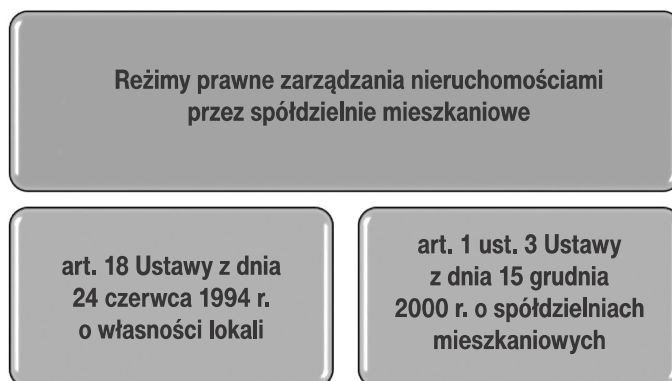 Reżimy prawne zarządzania nieruchomościami
przez spółdzielnie mieszkaniowe
art. 18 Ustawy z dnia
24 czerwca 1994 r.
o własności lokali
art. 1 ust. 3 Ustawy
z dnia 15 grudnia
2000 r. o spółdzielniach
mieszkaniowych